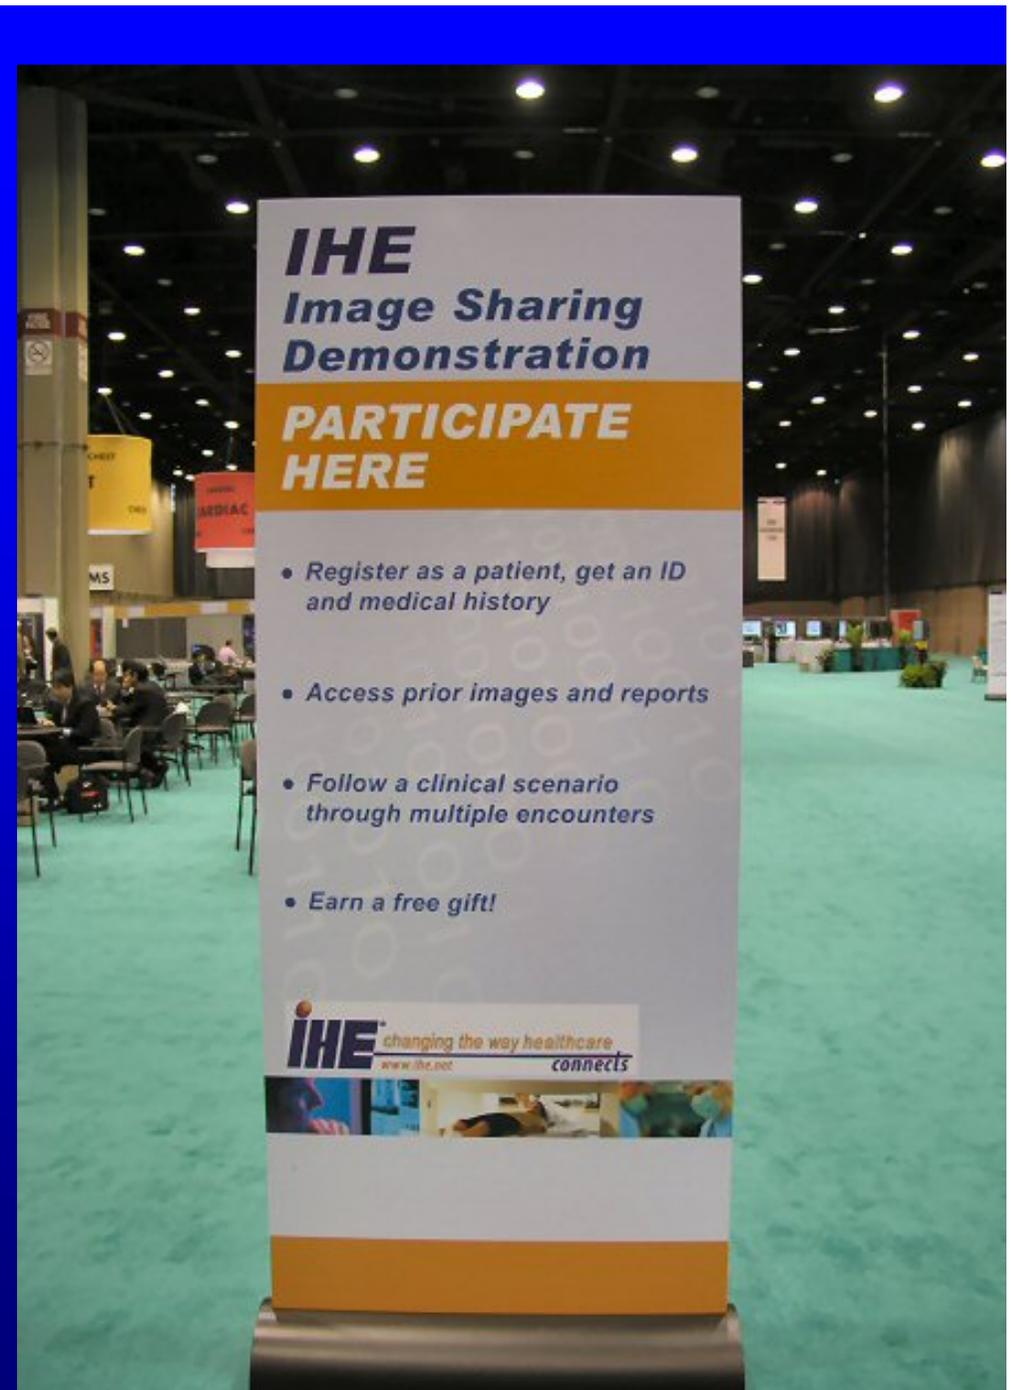 IHE
Image Sharing
Demonstration
PARTICIPATE
HERE
• Register as a patient, get an ID
and medical history
• Access prior images and reports
• Follow a clinical scenario
through multiple encounters
• Earn a free gift!
IHE
changing the way healthcare
www.ihe.net
connects
CHEST
MS